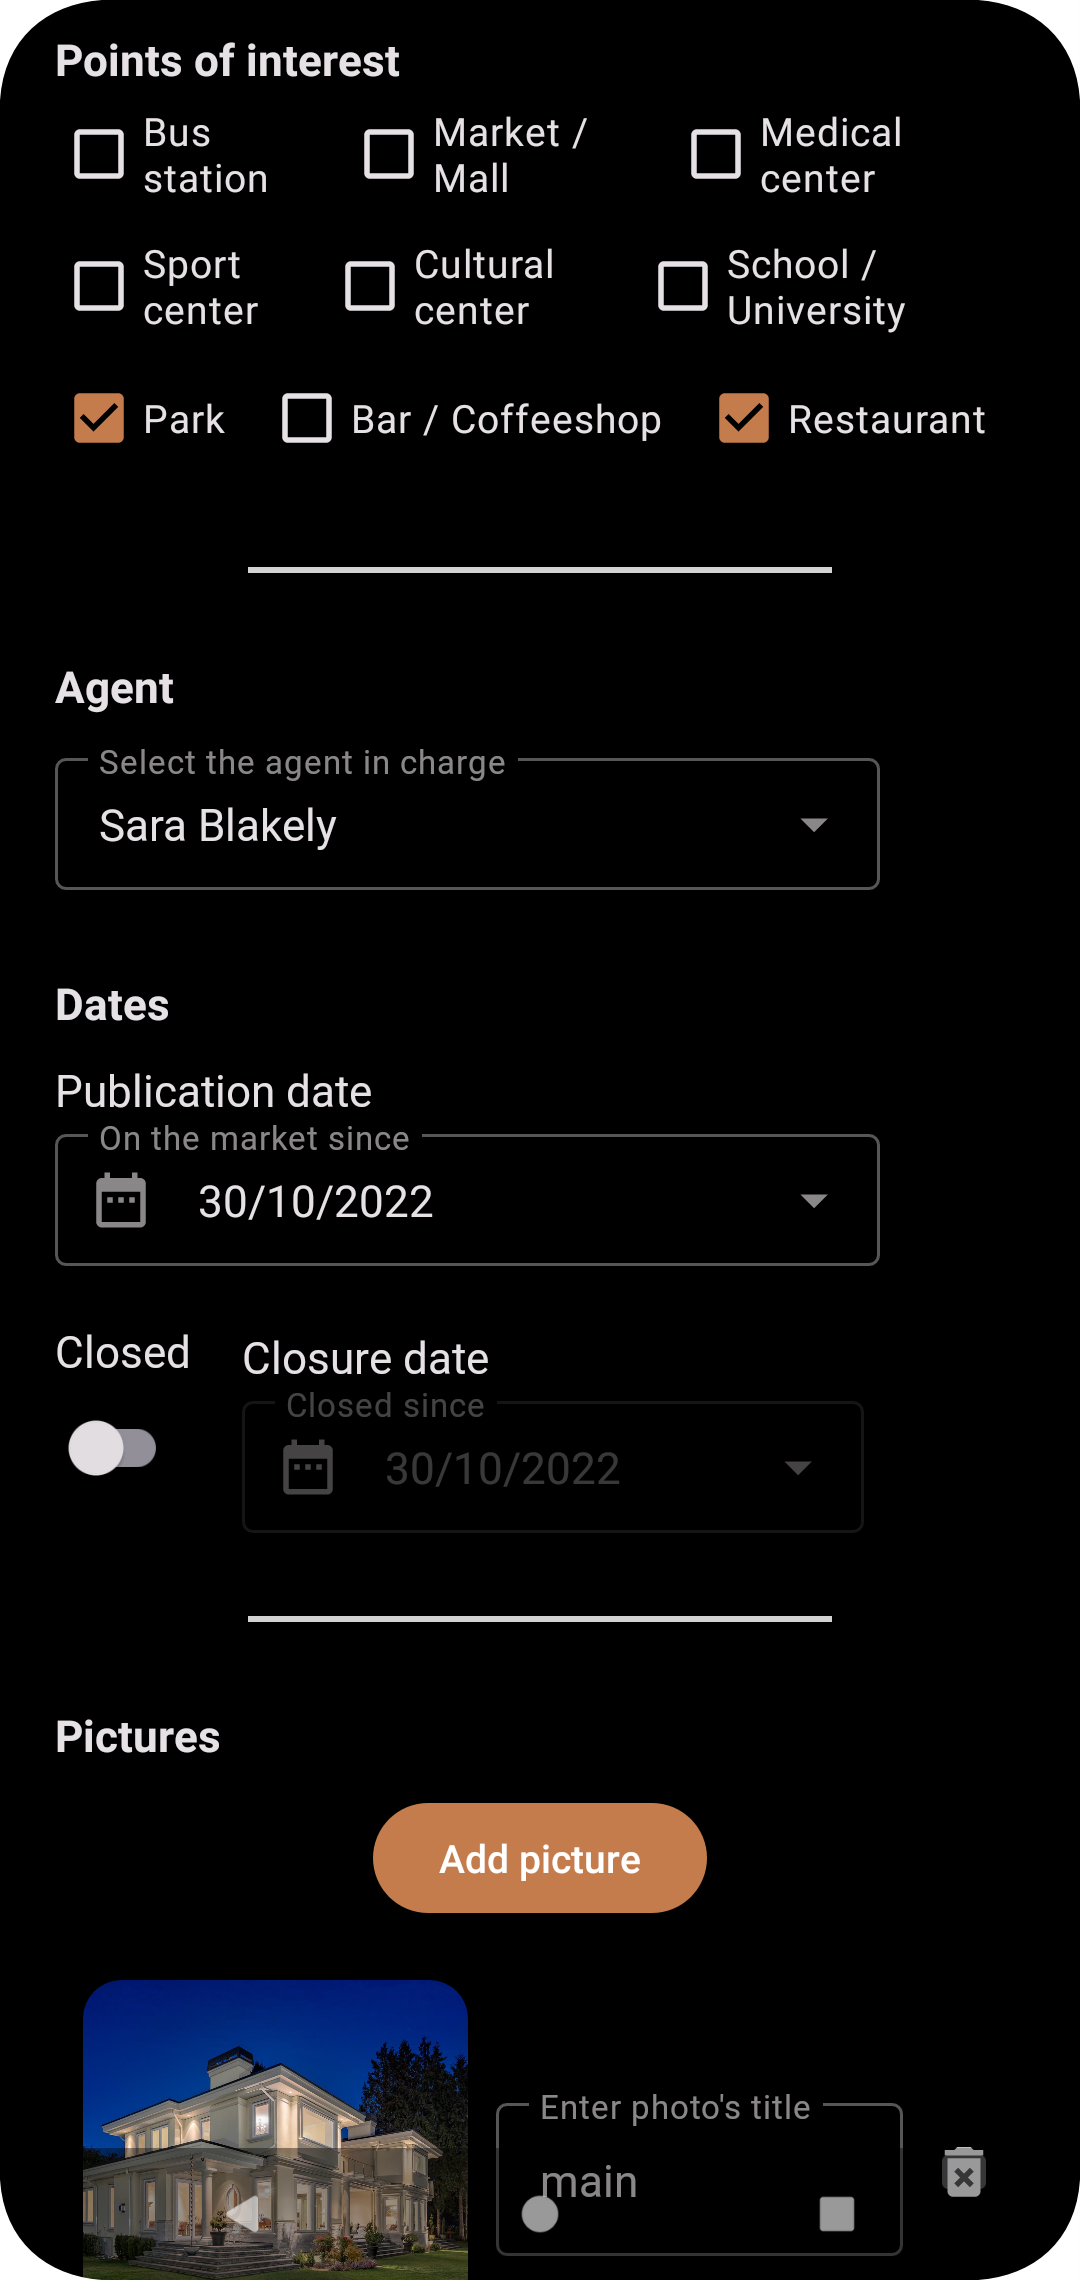 Points of interest
Bus
station
Market /
Mall
Medical
center
Sport
center
Cultural
center
School /
University
Park
Bar / Coffeeshop
Restaurant
Agent
Select the agent in charge
Sara Blakely
Dates
Publication date
On the market since
30/10/2022
Closed
Closure date
Closed since
30/10/2022
Pictures
Add picture
Enter photo's title
main